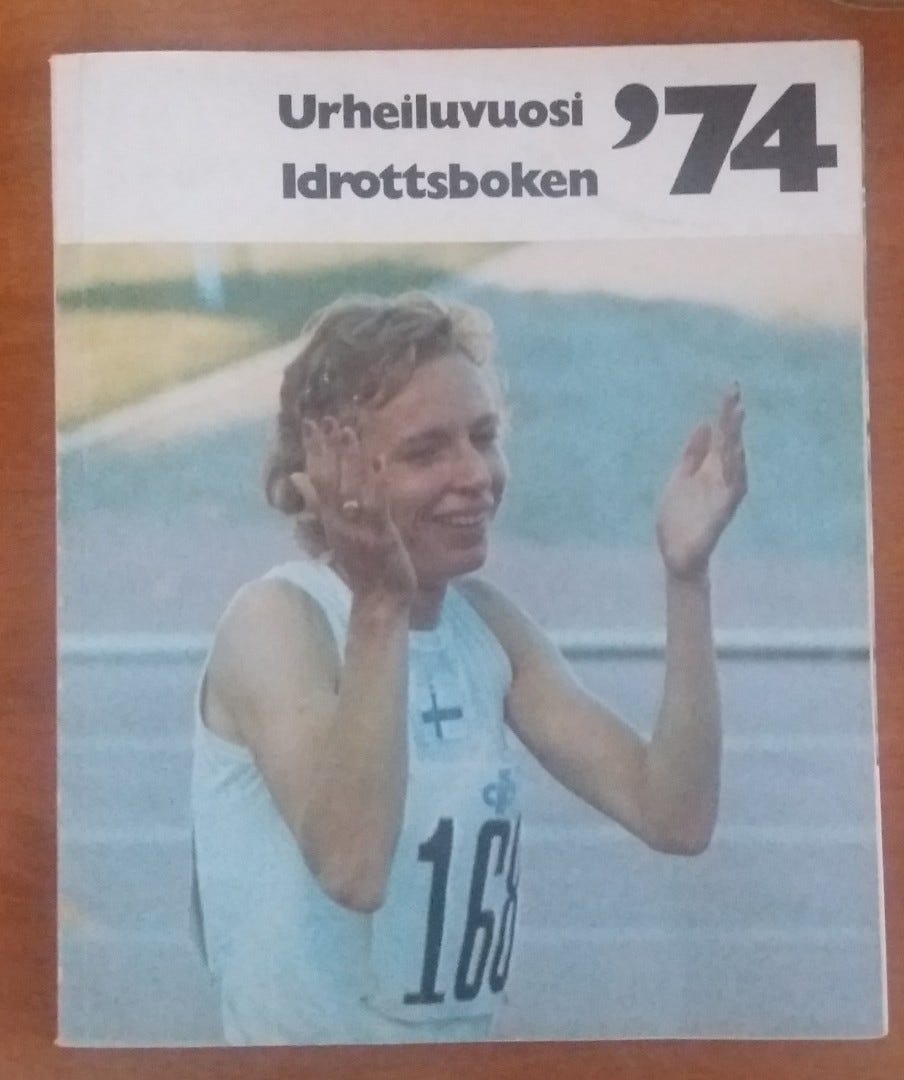 Urheiluvuosi
Idrottsboken
’74
168